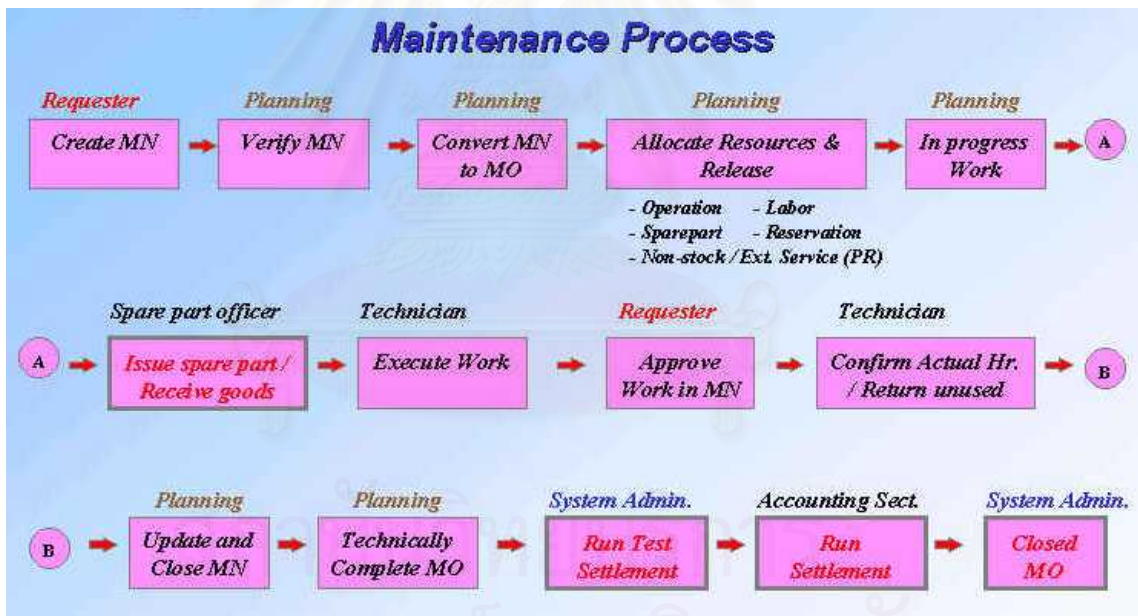 Maintenance Process
Requester
Planning
Planning
Planning
Planning
Create MN
Verify MN
Convert MN
to MO
Allocate Resources &
Release
In progress
Work
A
- Operation - Labor
- Sparepart - Reservation
- Non-stock / Ext. Service (PR)
Spare part officer
Technician
Requester
Technician
A
Issue spare part /
Receive goods
Execute Work
Approve
Work in MN
Confirm Actual Hr.
/ Return unused
B
Planning
Planning
System Admin.
Accounting Sect.
System Admin.
B
Update and
Close MN
Technically
Complete MO
Run Test
Settlement
Run
Settlement
Closed
MO